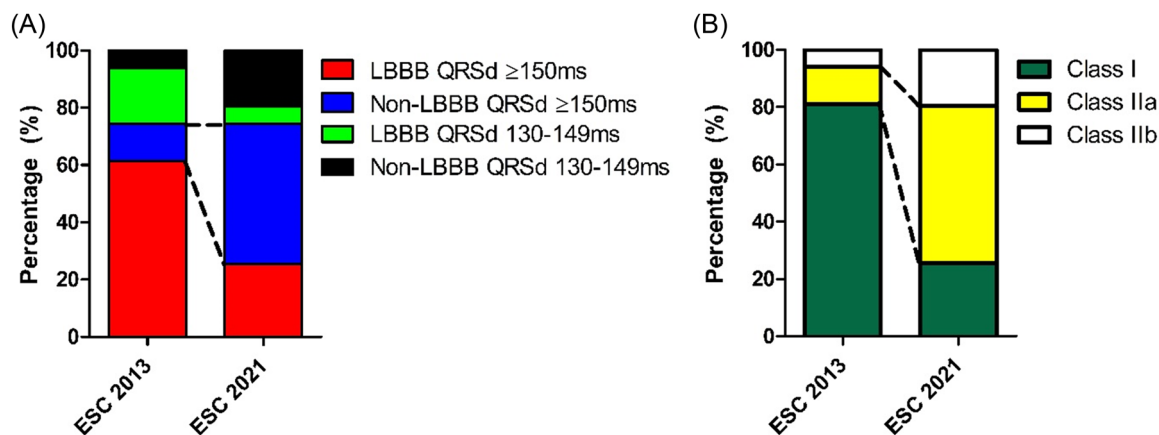 (A)
Percentage (%)
100
80
60
40
20
0
ESC 2013
ESC 2021
LBBB QRSd ≥150ms
Non-LBBB QRSd ≥150ms
LBBB QRSd 130-149ms
Non-LBBB QRSd 130-149ms
(B)
Percentage (%)
100
80
60
40
20
0
ESC 2013
ESC 2021
Class I
Class IIa
Class IIb